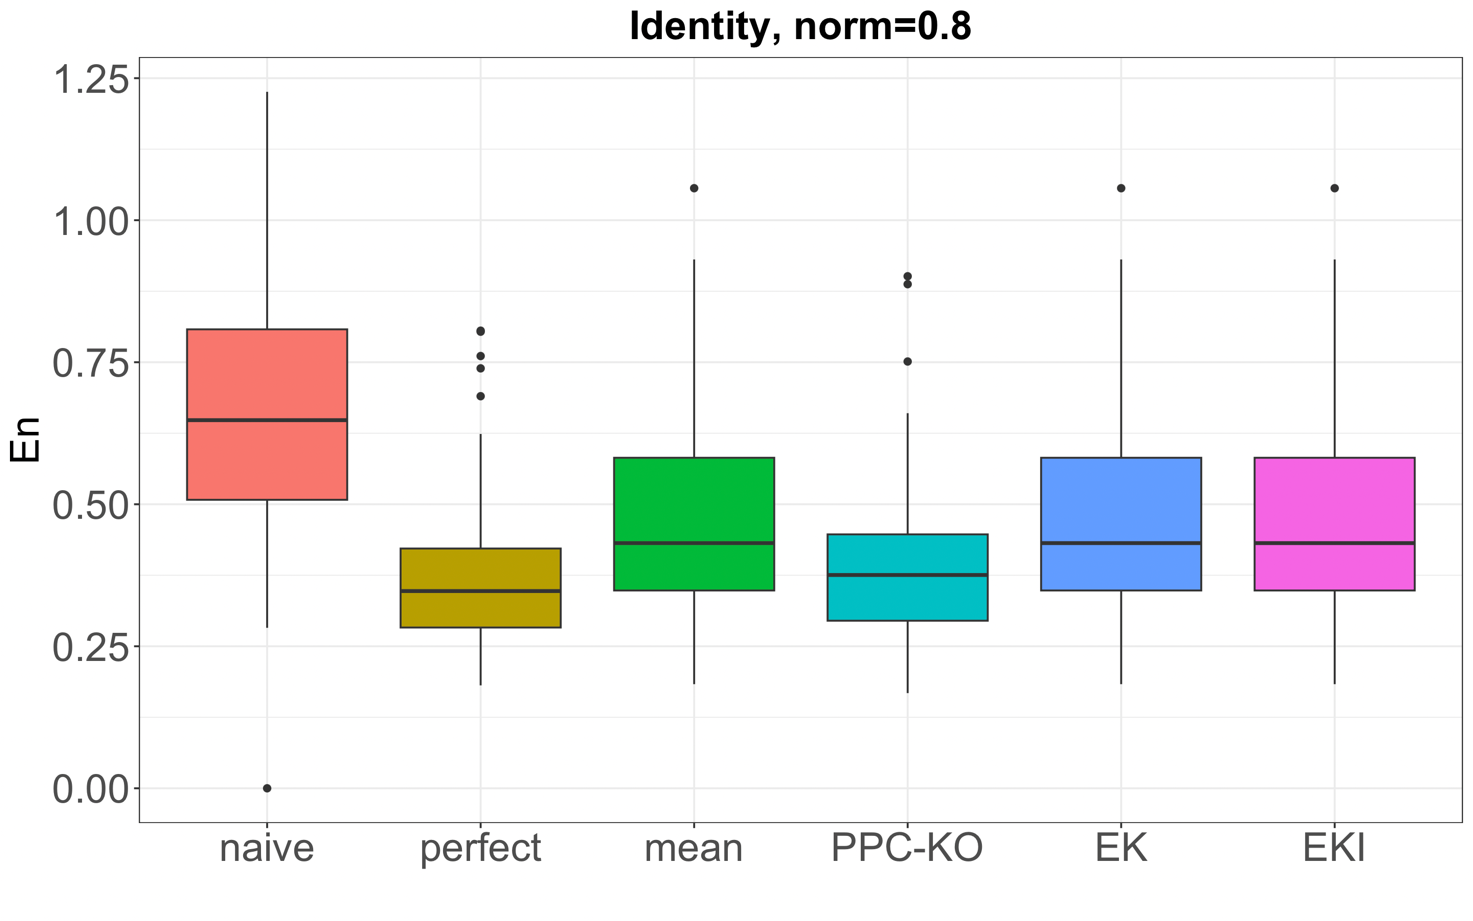 Identity, norm=0.8
En
1.25
1.00
0.75
0.50
0.25
0.00
naive perfect mean PPC-KO EK EKI